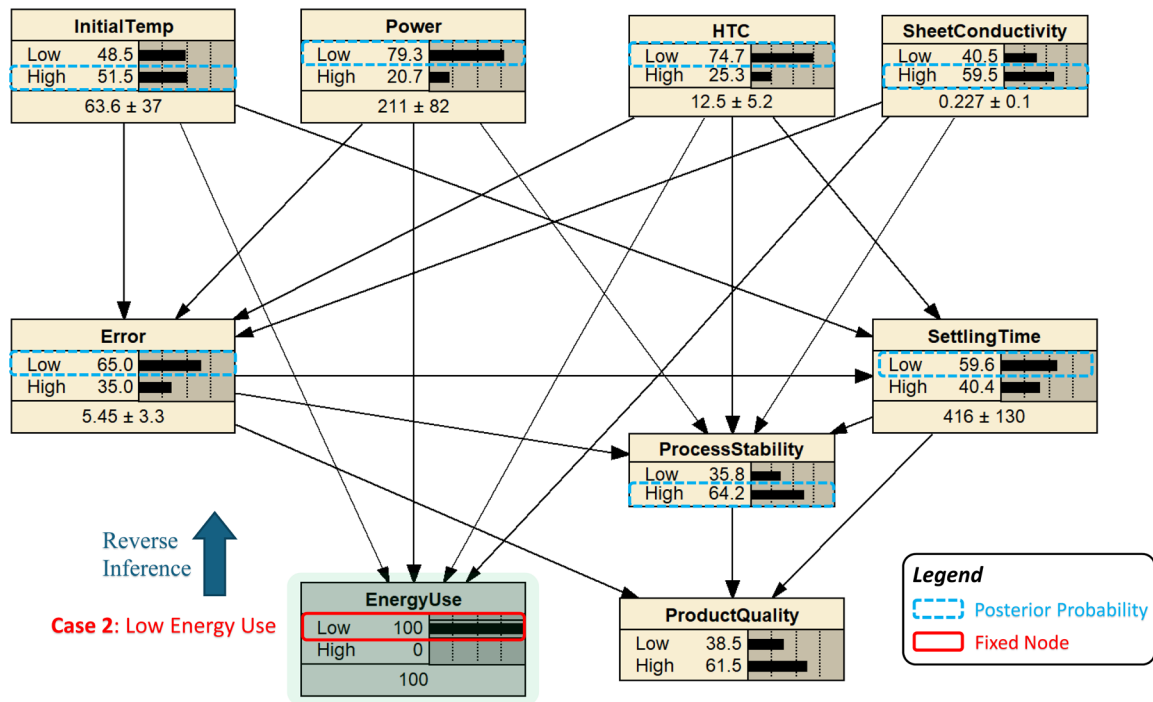 InitialTemp
Low 48.5
High 51.5
63.6 ± 37
Power
Low 79.3
High 20.7
211 ± 82
HTC
Low 74.7
High 25.3
12.5 ± 5.2
SheetConductivity
Low 40.5
High 59.5
0.227 ± 0.1
Error
Low 65.0
High 35.0
5.45 ± 3.3
SettlingTime
Low 59.6
High 40.4
416 ± 130
ProcessStability
Low 35.8
High 64.2
Reverse
Inference
Case 2: Low Energy Use
EnergyUse
Low 100
High 0
100
ProductQuality
Low 38.5
High 61.5
Legend
Posterior Probability
Fixed Node